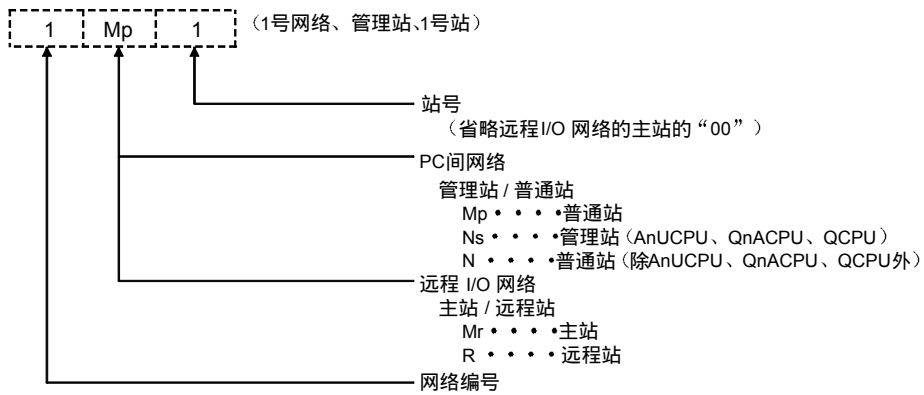 1 Mp 1 （1号网络、管理站、1号站）
站号
（省略远程I/O 网络的主站的“00”）
PC间网络
管理站 / 普通站
Mp・・・・普通站
Ns・・・・管理站（AnUCPU、QnACPU、QCPU）
N ・・・・普通站（除AnUCPU、QnACPU、QCPU外）
远程 I/O 网络
主站 / 远程站
Mr・・・・主站
R ・・・・远程站
网络编号